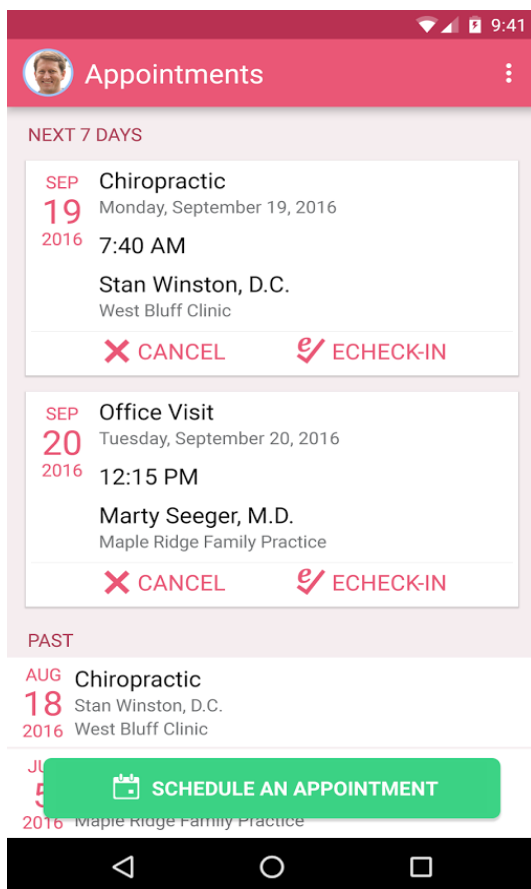 9:41
Appointments
NEXT 7 DAYS
SEP
19
2016
Chiropractic
Monday, September 19, 2016
7:40 AM
Stan Winston, D.C.
West Bluff Clinic
CANCEL
ECHECK-IN
SEP
20
2016
Office Visit
Tuesday, September 20, 2016
12:15 PM
Marty Seeger, M.D.
Maple Ridge Family Practice
CANCEL
ECHECK-IN
PAST
AUG
18
2016
Chiropractic
Stan Winston, D.C.
West Bluff Clinic
SCHEDULE AN APPOINTMENT
2016
Maple Ridge Family Practice